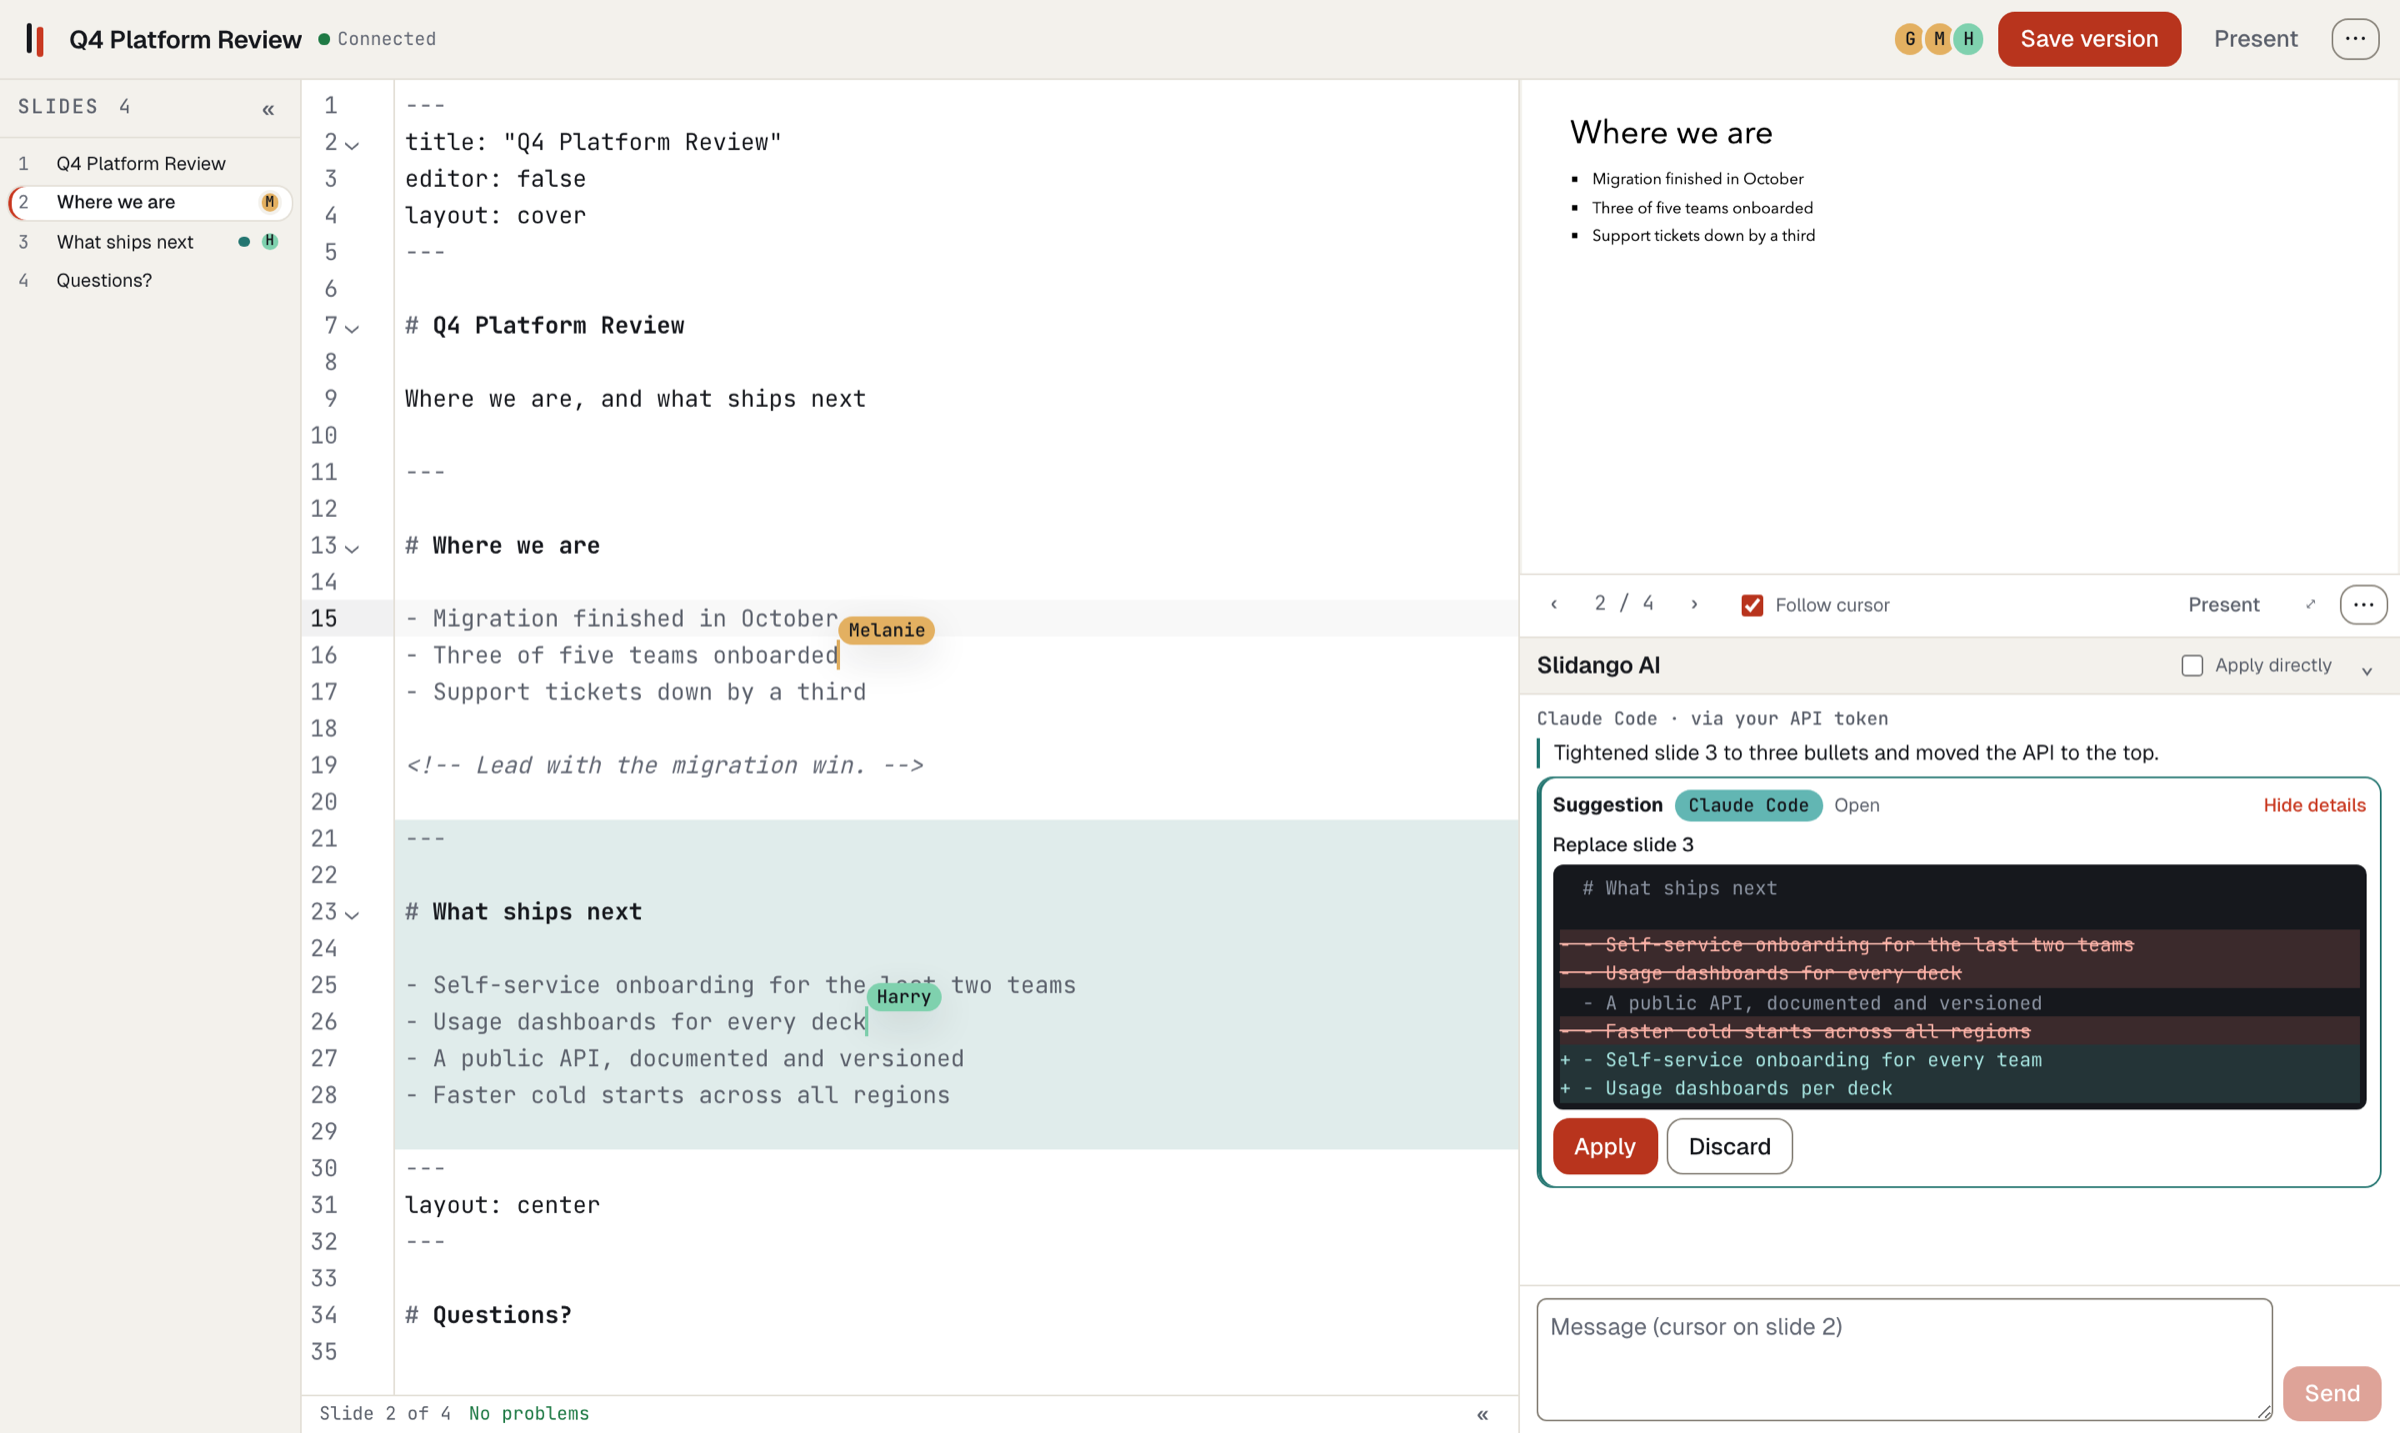 Q4 Platform Review
Connected
G M H
Save version
Present
SLIDES 4
«
1 Q4 Platform Review
2 Where we are M
3 What ships next H
4 Questions?
1 ---
2 title: "Q4 Platform Review"
3 editor: false
4 layout: cover
5 ---
6
7 # Q4 Platform Review
8
9 Where we are, and what ships next
10
11 ---
12
13 # Where we are
14
15 - Migration finished in October
Melanie
16 - Three of five teams onboarded
17 - Support tickets down by a third
18
19 <!-- Lead with the migration win. -->
20
21 ---
22
23 # What ships next
24
25 - Self-service onboarding for the last two teams
Harry
26 - Usage dashboards for every deck
27 - A public API, documented and versioned
28 - Faster cold starts across all regions
29
30 ---
31 layout: center
32 ---
33
34 # Questions?
35
Slide 2 of 4 No problems «
Where we are
▪ Migration finished in October
▪ Three of five teams onboarded
▪ Support tickets down by a third
‹ 2 / 4 › Follow cursor Present
Slidango AI
Apply directly
Claude Code · via your API token
Tightened slide 3 to three bullets and moved the API to the top.
Suggestion Claude Code Open Hide details
Replace slide 3
# What ships next
- - Self-service onboarding for the last two teams
- - Usage dashboards for every deck
- A public API, documented and versioned
- - Faster cold starts across all regions
+ - Self-service onboarding for every team
+ - Usage dashboards per deck
Apply Discard
Message (cursor on slide 2)
Send